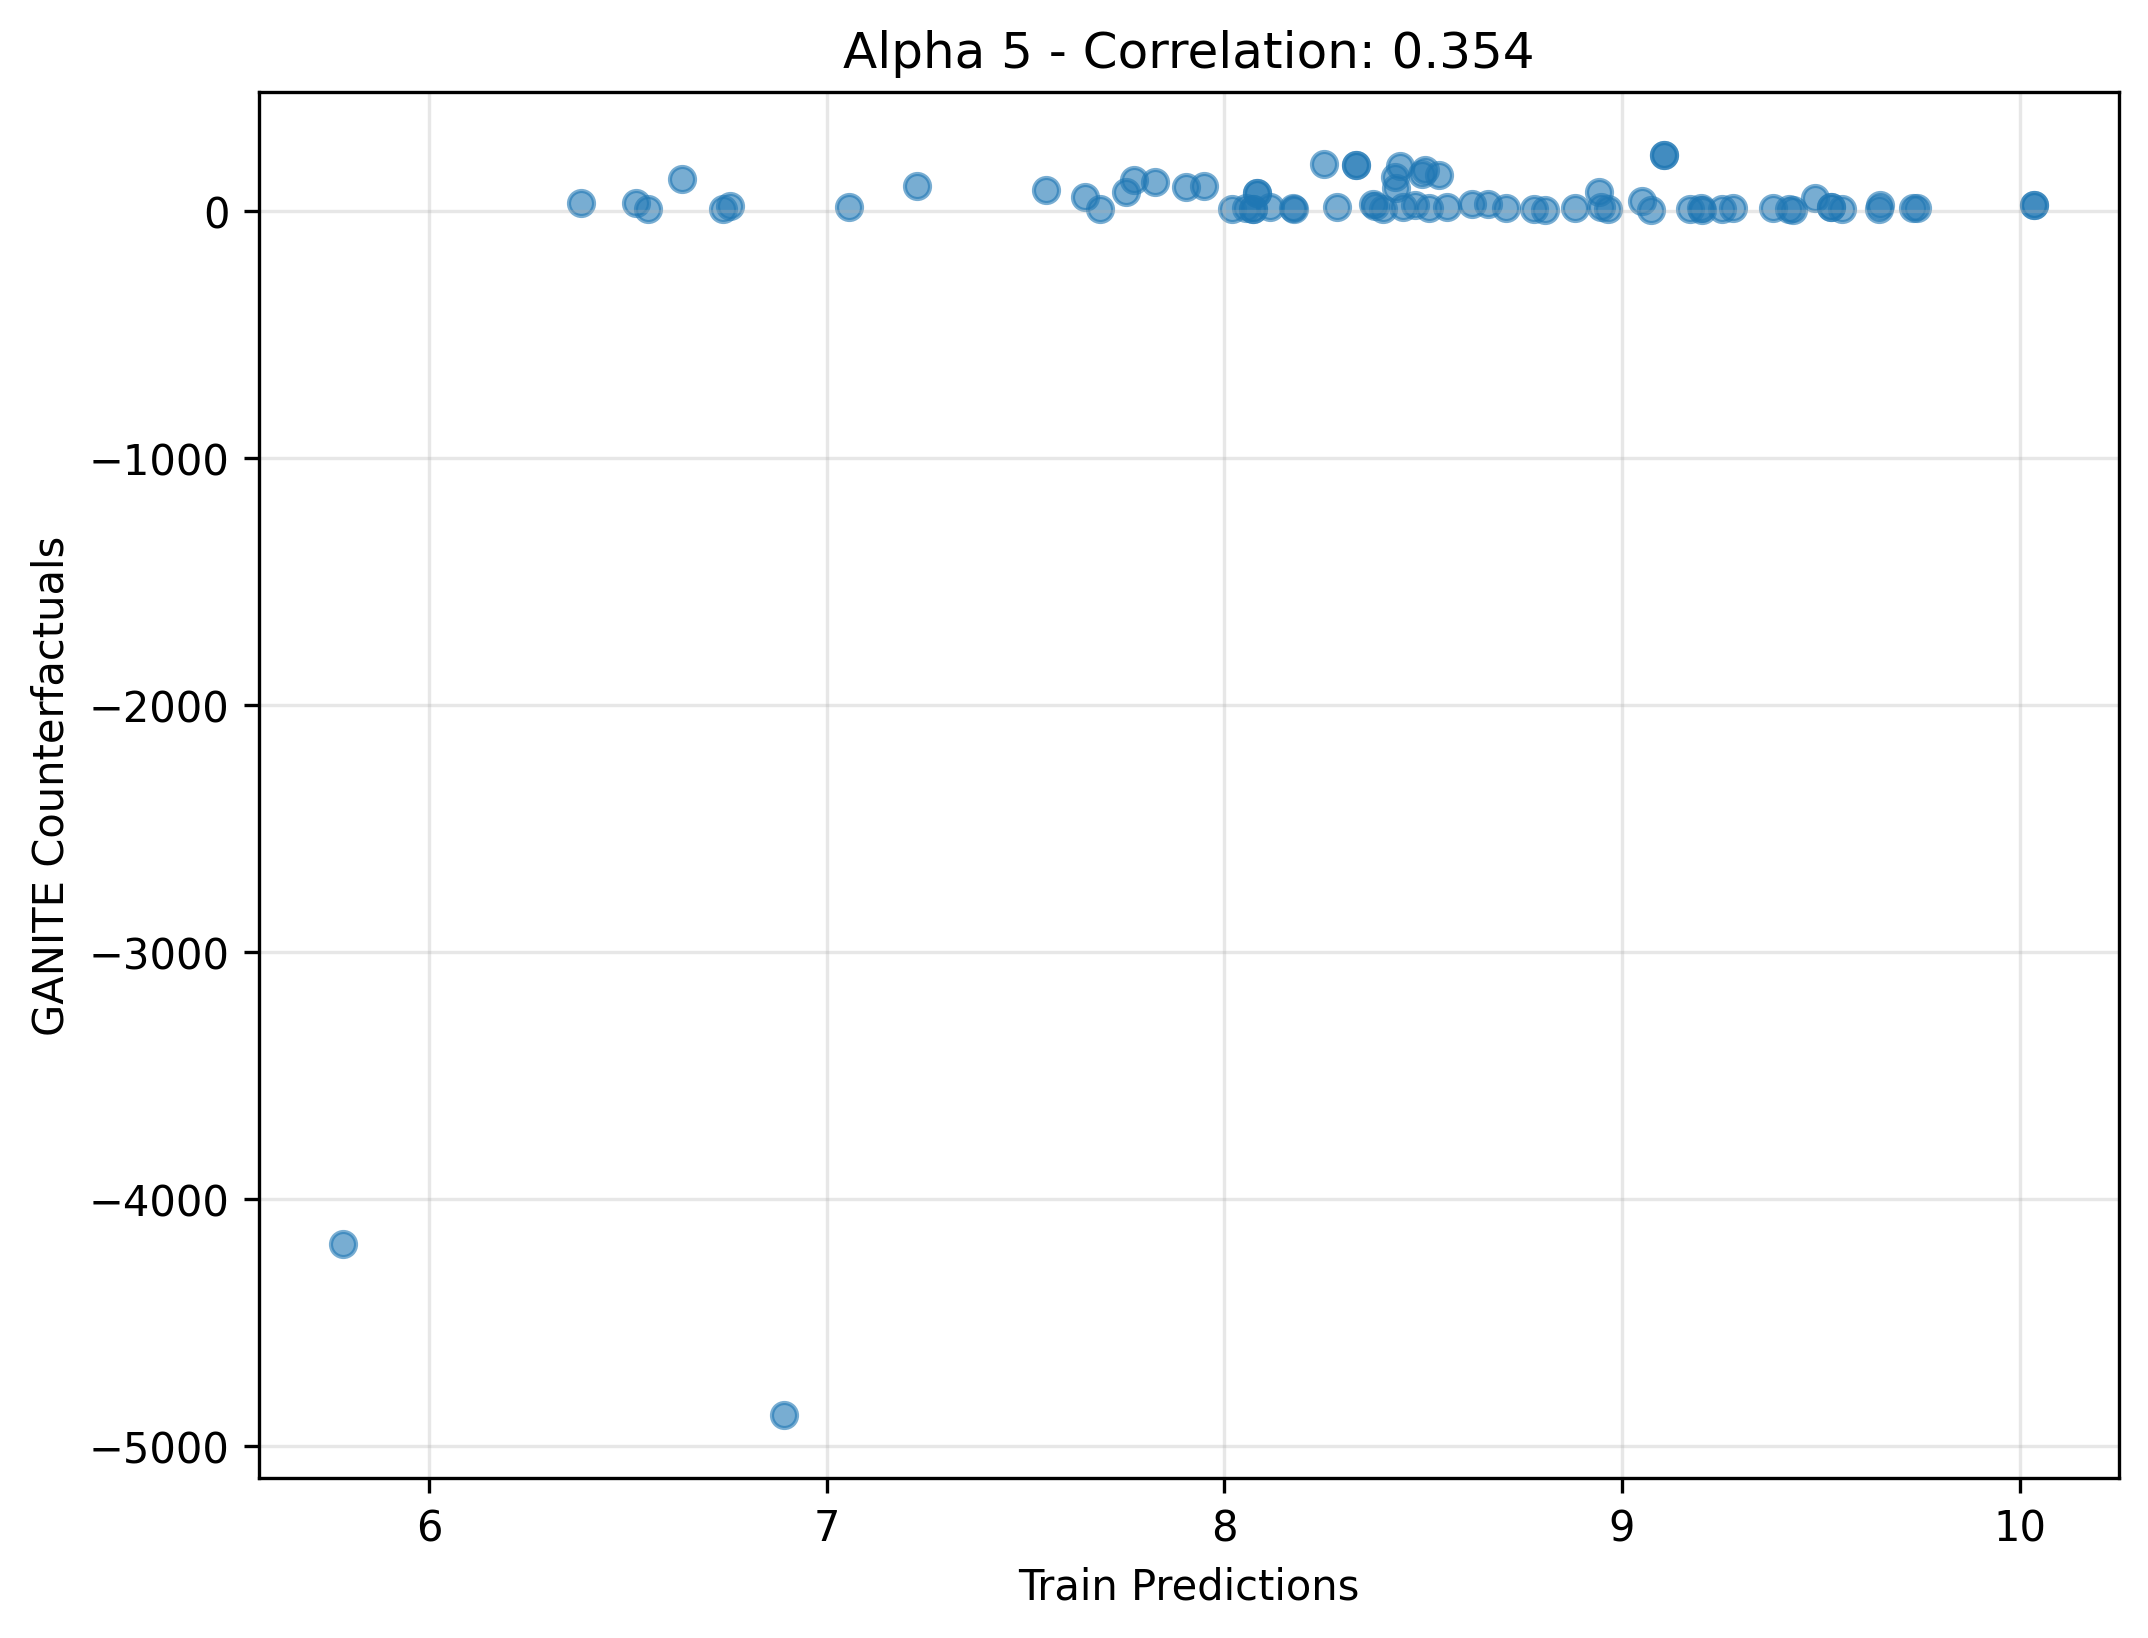 Alpha 5 - Correlation: 0.354
GANITE Counterfactuals
0
−1000
−2000
−3000
−4000
−5000
6 7 8 9 10
Train Predictions